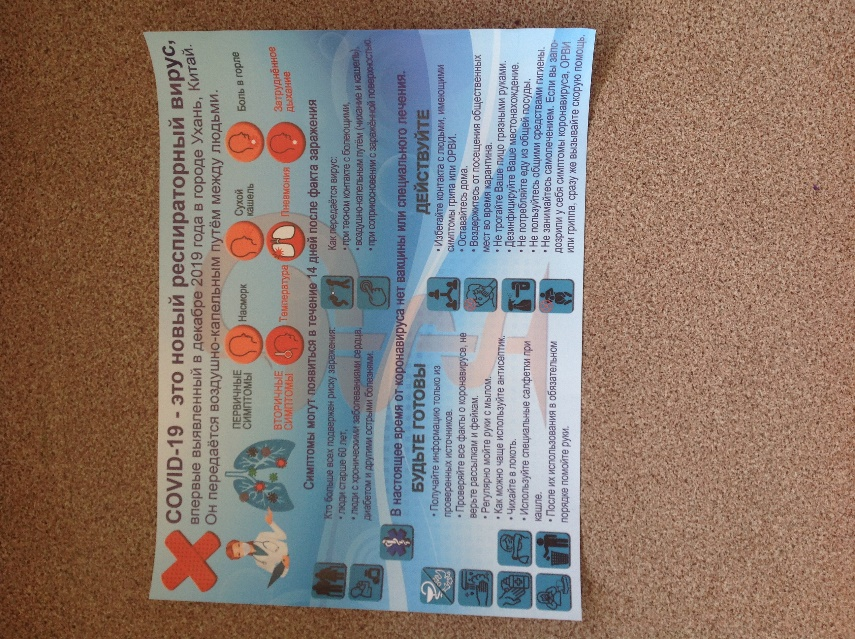 COVID-19 - это новый респираторный вирус,
впервые выявленный в декабре 2019 года в городе Ухань, Китай.
Он передаётся воздушно-капельным путём между людьми.
ПЕРВИЧНЫЕ
СИМПТОМЫ
Насморк
Сухой
кашель
Боль в горле
ВТОРИЧНЫЕ
СИМПТОМЫ
Температура
Пневмония
Затруднённое
дыхание
Симптомы могут появиться в течение 14 дней после факта заражения
Кто больше всех подвержен риску заражения:
• люди старше 60 лет,
• люди с хроническими заболеваниями сердца,
диабетом и другими острыми болезнями.
Как передаётся вирус:
• при тесном контакте с болеющими,
• воздушно-капельным путём (чихание и кашель),
• при соприкосновении с заражённой поверхностью.
В настоящее время от коронавируса нет вакцины или специального лечения.
БУДЬТЕ ГОТОВЫ
• Получайте информацию только из
проверенных источников.
• Проверяйте все факты о коронавирусе, не
верьте рассылкам и фейкам.
• Регулярно мойте руки с мылом.
• Как можно чаще используйте антисептик.
• Чихайте в локоть.
• Используйте специальные салфетки при
кашле.
• После их использования в обязательном
порядке помойте руки.
ДЕЙСТВУЙТЕ
• Избегайте контакта с людьми, имеющими
симптомы гриппа или ОРВИ.
• Оставайтесь дома.
• Воздержитесь от посещения общественных
мест во время карантина.
• Не трогайте Ваше лицо грязными руками.
• Дезинфицируйте Ваше местонахождение.
• Не потребляйте еду из общей посуды.
• Не пользуйтесь общими средствами гигиены.
• Не занимайтесь самолечением. Если вы запо-
дозрили у себя симптомы коронавируса, ОРВИ
или гриппа, сразу же вызывайте скорую помощь.